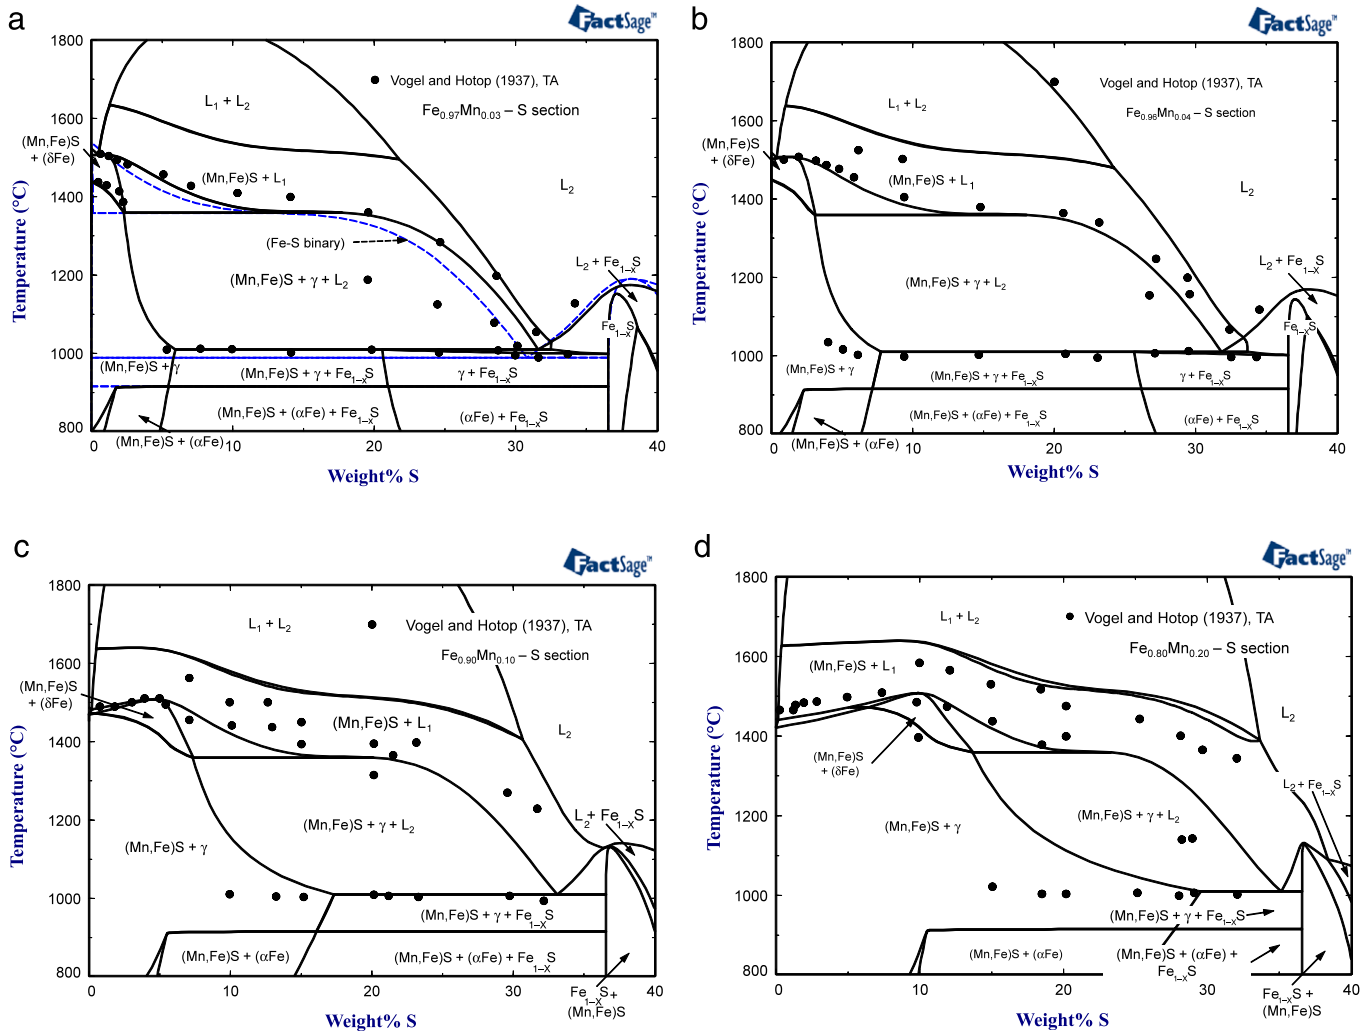 a
FactSage™
1800
1600
1400
1200
1000
800
0
10
20
30
40
Temperature (°C)
Weight% S
Vogel and Hotop (1937), TA
Fe0.97Mn0.03 – S section
L1 + L2
(Mn,Fe)S
+ (δFe)
(Mn,Fe)S + L1
L2
(Fe-S binary)
(Mn,Fe)S + γ + L2
L2 + Fe1–xS
Fe1–xS
(Mn,Fe)S + γ
(Mn,Fe)S + γ + Fe1–xS
γ + Fe1–xS
(Mn,Fe)S + (αFe) + Fe1–xS
(αFe) + Fe1–xS
(Mn,Fe)S + (αFe)
b
FactSage™
1800
1600
1400
1200
1000
800
0
10
20
30
40
Temperature (°C)
Weight% S
Vogel and Hotop (1937), TA
Fe0.96Mn0.04 – S section
L1 + L2
(Mn,Fe)S
+ (δFe)
(Mn,Fe)S + L1
L2
(Mn,Fe)S + γ + L2
L2 + Fe1–xS
Fe1–xS
(Mn,Fe)S + γ
(Mn,Fe)S + γ + Fe1–xS
γ + Fe1–xS
(Mn,Fe)S + (αFe) + Fe1–xS
(αFe) + Fe1–xS
(Mn,Fe)S + (αFe)
c
FactSage™
1800
1600
1400
1200
1000
800
0
10
20
30
40
Temperature (°C)
Weight% S
L1 + L2
Vogel and Hotop (1937), TA
Fe0.90Mn0.10 – S section
(Mn,Fe)S
+ (δFe)
(Mn,Fe)S + L1
L2
(Mn,Fe)S + γ + L2
L2 + Fe1–XS
(Mn,Fe)S + γ
(Mn,Fe)S + γ + Fe1–XS
(Mn,Fe)S + (αFe)
(Mn,Fe)S + (αFe) + Fe1–XS
Fe1–XS +
(Mn,Fe)S
d
FactSage™
1800
1600
1400
1200
1000
800
0
10
20
30
40
Temperature (°C)
Weight% S
L1 + L2
Vogel and Hotop (1937), TA
Fe0.80Mn0.20 – S section
(Mn,Fe)S + L1
L2
(Mn,Fe)S
+ (δFe)
L2 + Fe1–XS
(Mn,Fe)S + γ + L2
(Mn,Fe)S + γ
(Mn,Fe)S + γ + Fe1–XS
(Mn,Fe)S + (αFe)
(Mn,Fe)S + (αFe) +
Fe1–XS
Fe1–XS +
(Mn,Fe)S